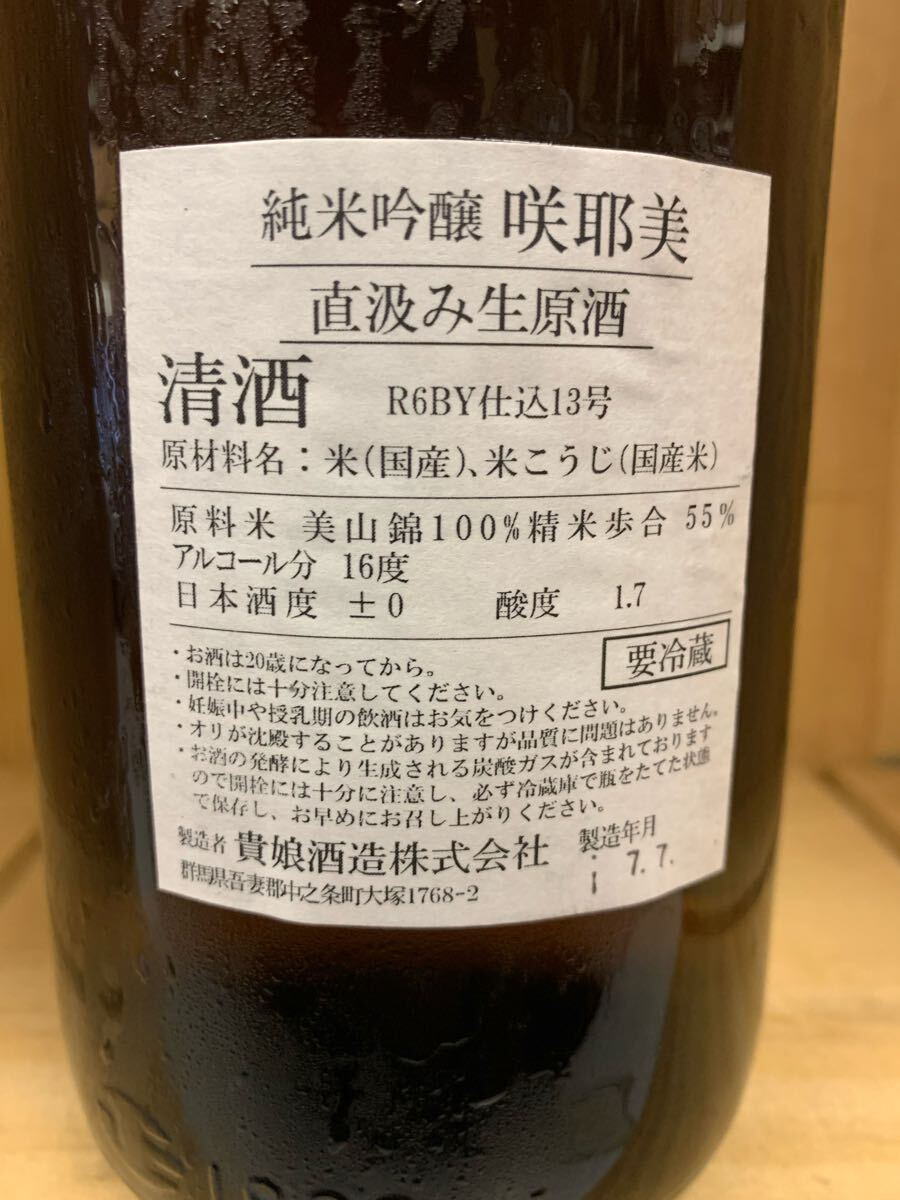 純米吟醸 咲耶美
直汲み生原酒
清酒 R6BY仕込13号
原材料名：米(国産)、米こうじ(国産米)
原料米 美山錦100%精米歩合 55%
アルコール分 16度
日本酒度 ±0 酸度 1.7
・お酒は20歳になってから。
要冷蔵
・開栓には十分注意してください。
・妊娠中や授乳期の飲酒はお気をつけください。
・オリが沈殿することがありますが品質に問題はありません。
・お酒の発酵により生成される炭酸ガスが含まれております
ので開栓には十分に注意し、必ず冷蔵庫で瓶をたてた状態
で保存し、お早めにお召し上がりください。
製造者 貴娘酒造株式会社 製造年月
7.7.
群馬県吾妻郡中之条町大塚1768-2